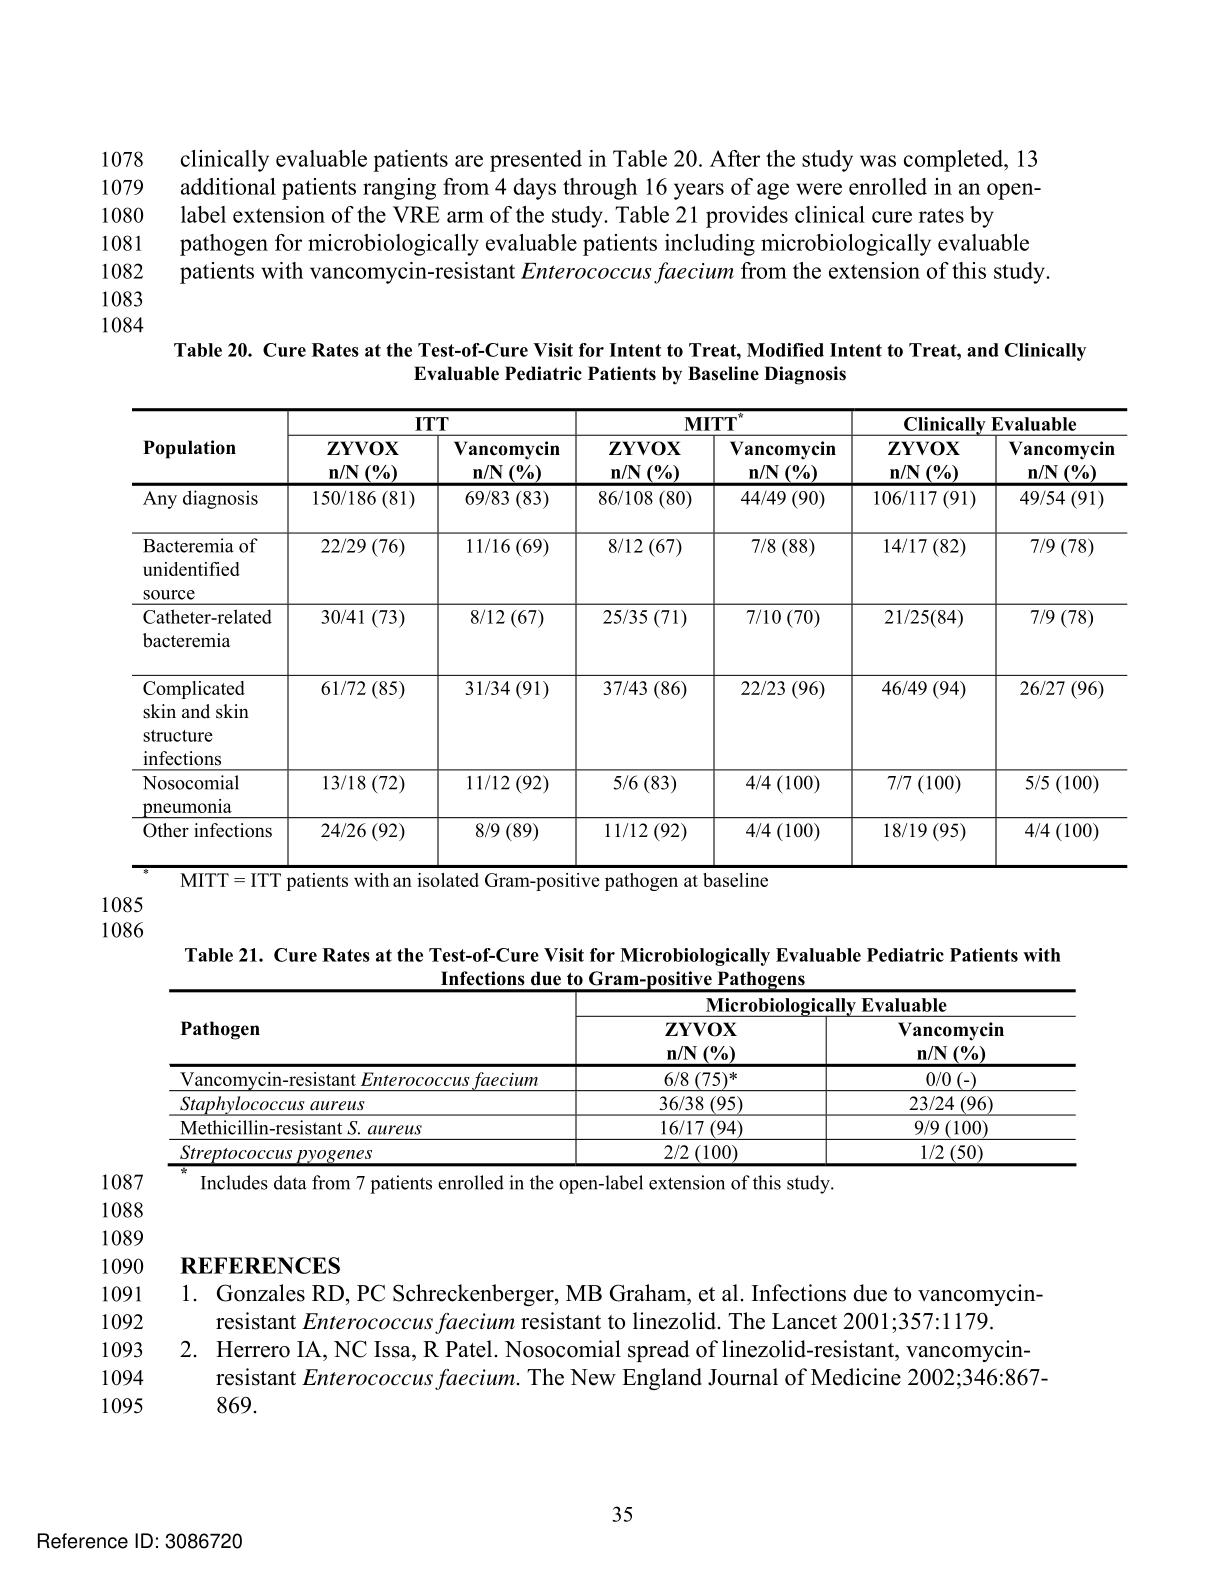 1078 clinically evaluable patients are presented in Table 20. After the study was completed, 13
1079 additional patients ranging from 4 days through 16 years of age were enrolled in an open-
1080 label extension of the VRE arm of the study. Table 21 provides clinical cure rates by
1081 pathogen for microbiologically evaluable patients including microbiologically evaluable
1082 patients with vancomycin-resistant Enterococcus faecium from the extension of this study.
1083
1084
Table 20. Cure Rates at the Test-of-Cure Visit for Intent to Treat, Modified Intent to Treat, and Clinically
Evaluable Pediatric Patients by Baseline Diagnosis
ITT MITT* Clinically Evaluable
Population ZYVOX Vancomycin ZYVOX Vancomycin ZYVOX Vancomycin
n/N (%) n/N (%) n/N (%) n/N (%) n/N (%) n/N (%)
Any diagnosis 150/186 (81) 69/83 (83) 86/108 (80) 44/49 (90) 106/117 (91) 49/54 (91)
Bacteremia of 22/29 (76) 11/16 (69) 8/12 (67) 7/8 (88) 14/17 (82) 7/9 (78)
unidentified
source
Catheter-related 30/41 (73) 8/12 (67) 25/35 (71) 7/10 (70) 21/25(84) 7/9 (78)
bacteremia
Complicated 61/72 (85) 31/34 (91) 37/43 (86) 22/23 (96) 46/49 (94) 26/27 (96)
skin and skin
structure
infections
Nosocomial 13/18 (72) 11/12 (92) 5/6 (83) 4/4 (100) 7/7 (100) 5/5 (100)
pneumonia
Other infections 24/26 (92) 8/9 (89) 11/12 (92) 4/4 (100) 18/19 (95) 4/4 (100)
* MITT = ITT patients with an isolated Gram-positive pathogen at baseline
1085
1086
Table 21. Cure Rates at the Test-of-Cure Visit for Microbiologically Evaluable Pediatric Patients with
Infections due to Gram-positive Pathogens
Microbiologically Evaluable
Pathogen ZYVOX Vancomycin
n/N (%) n/N (%)
Vancomycin-resistant Enterococcus faecium 6/8 (75)* 0/0 (-)
Staphylococcus aureus 36/38 (95) 23/24 (96)
Methicillin-resistant S. aureus 16/17 (94) 9/9 (100)
Streptococcus pyogenes 2/2 (100) 1/2 (50)
1087 * Includes data from 7 patients enrolled in the open-label extension of this study.
1088
1089
1090 REFERENCES
1091 1. Gonzales RD, PC Schreckenberger, MB Graham, et al. Infections due to vancomycin-
1092 resistant Enterococcus faecium resistant to linezolid. The Lancet 2001;357:1179.
1093 2. Herrero IA, NC Issa, R Patel. Nosocomial spread of linezolid-resistant, vancomycin-
1094 resistant Enterococcus faecium. The New England Journal of Medicine 2002;346:867-
1095 869.
35
Reference ID: 3086720